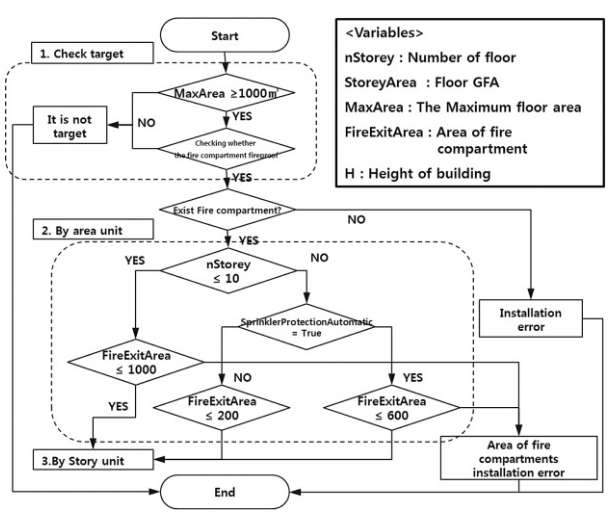 Start
1. Check target
MaxArea ≥1000㎡
YES
It is not
target
NO
Checking whether
the fire compartment fireproof
YES
Exist Fire compartment?
NO
2. By area unit
YES
YES
NO
nStorey
≤ 10
SprinklerProtectionAutomatic
= True
Installation
error
FireExitArea
≤ 1000
NO
YES
YES
FireExitArea
≤ 200
FireExitArea
≤ 600
3.By Story unit
Area of fire
compartments
installation error
End
<Variables>
nStorey : Number of floor
StoreyArea : Floor GFA
MaxArea : The Maximum floor area
FireExitArea : Area of fire
compartment
H : Height of building